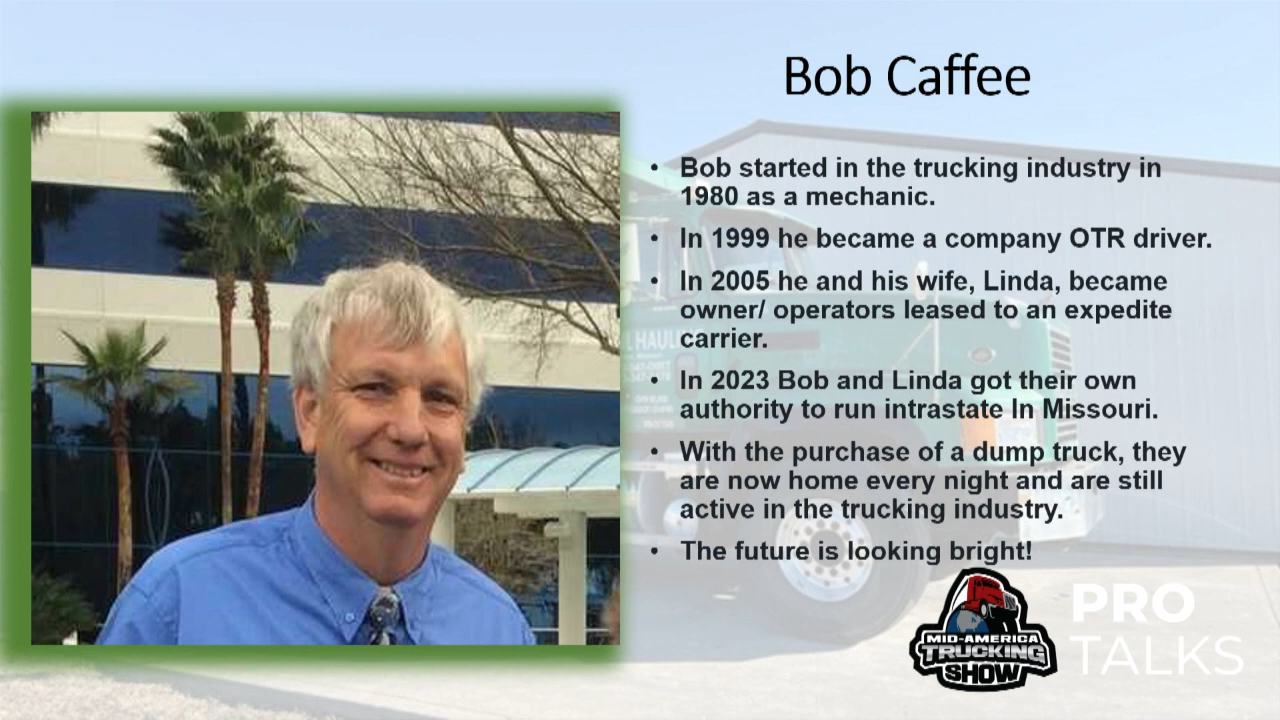 Bob Caffee
• Bob started in the trucking industry in
1980 as a mechanic.
• In 1999 he became a company OTR driver.
• In 2005 he and his wife, Linda, became
owner/ operators leased to an expedite
carrier.
• In 2023 Bob and Linda got their own
authority to run intrastate In Missouri.
• With the purchase of a dump truck, they
are now home every night and are still
active in the trucking industry.
• The future is looking bright!
MID-AMERICA
TRUCKING
SHOW
PRO
TALKS